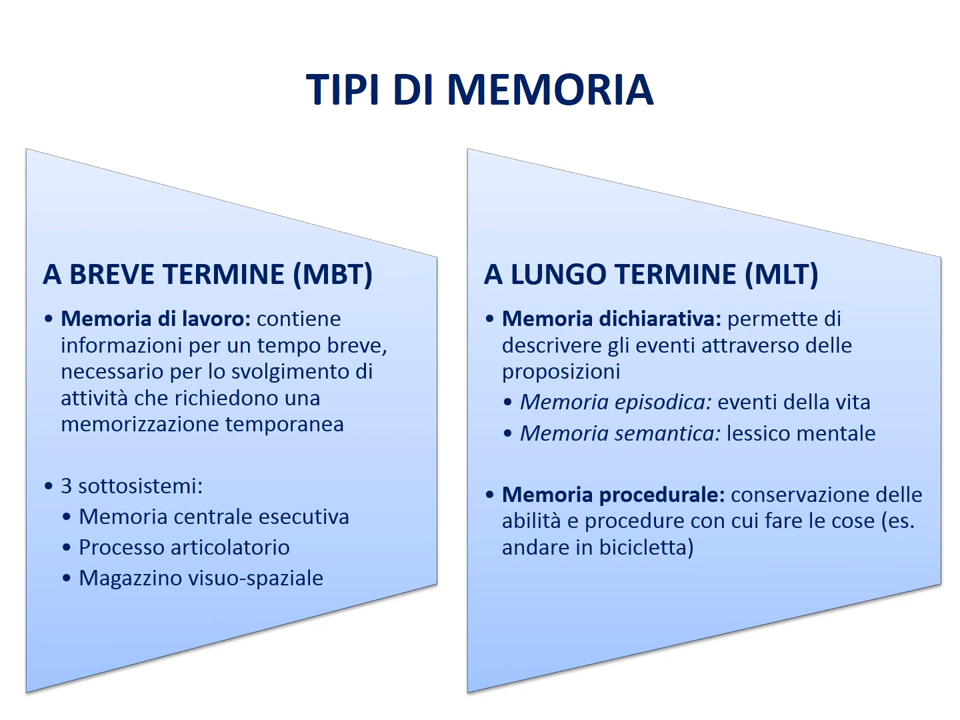 TIPI DI MEMORIA
A BREVE TERMINE (MBT)
• Memoria di lavoro: contiene
informazioni per un tempo breve,
necessario per lo svolgimento di
attività che richiedono una
memorizzazione temporanea
• 3 sottosistemi:
• Memoria centrale esecutiva
• Processo articolatorio
• Magazzino visuo-spaziale
A LUNGO TERMINE (MLT)
• Memoria dichiarativa: permette di
descrivere gli eventi attraverso delle
proposizioni
• Memoria episodica: eventi della vita
• Memoria semantica: lessico mentale
• Memoria procedurale: conservazione delle
abilità e procedure con cui fare le cose (es.
andare in bicicletta)